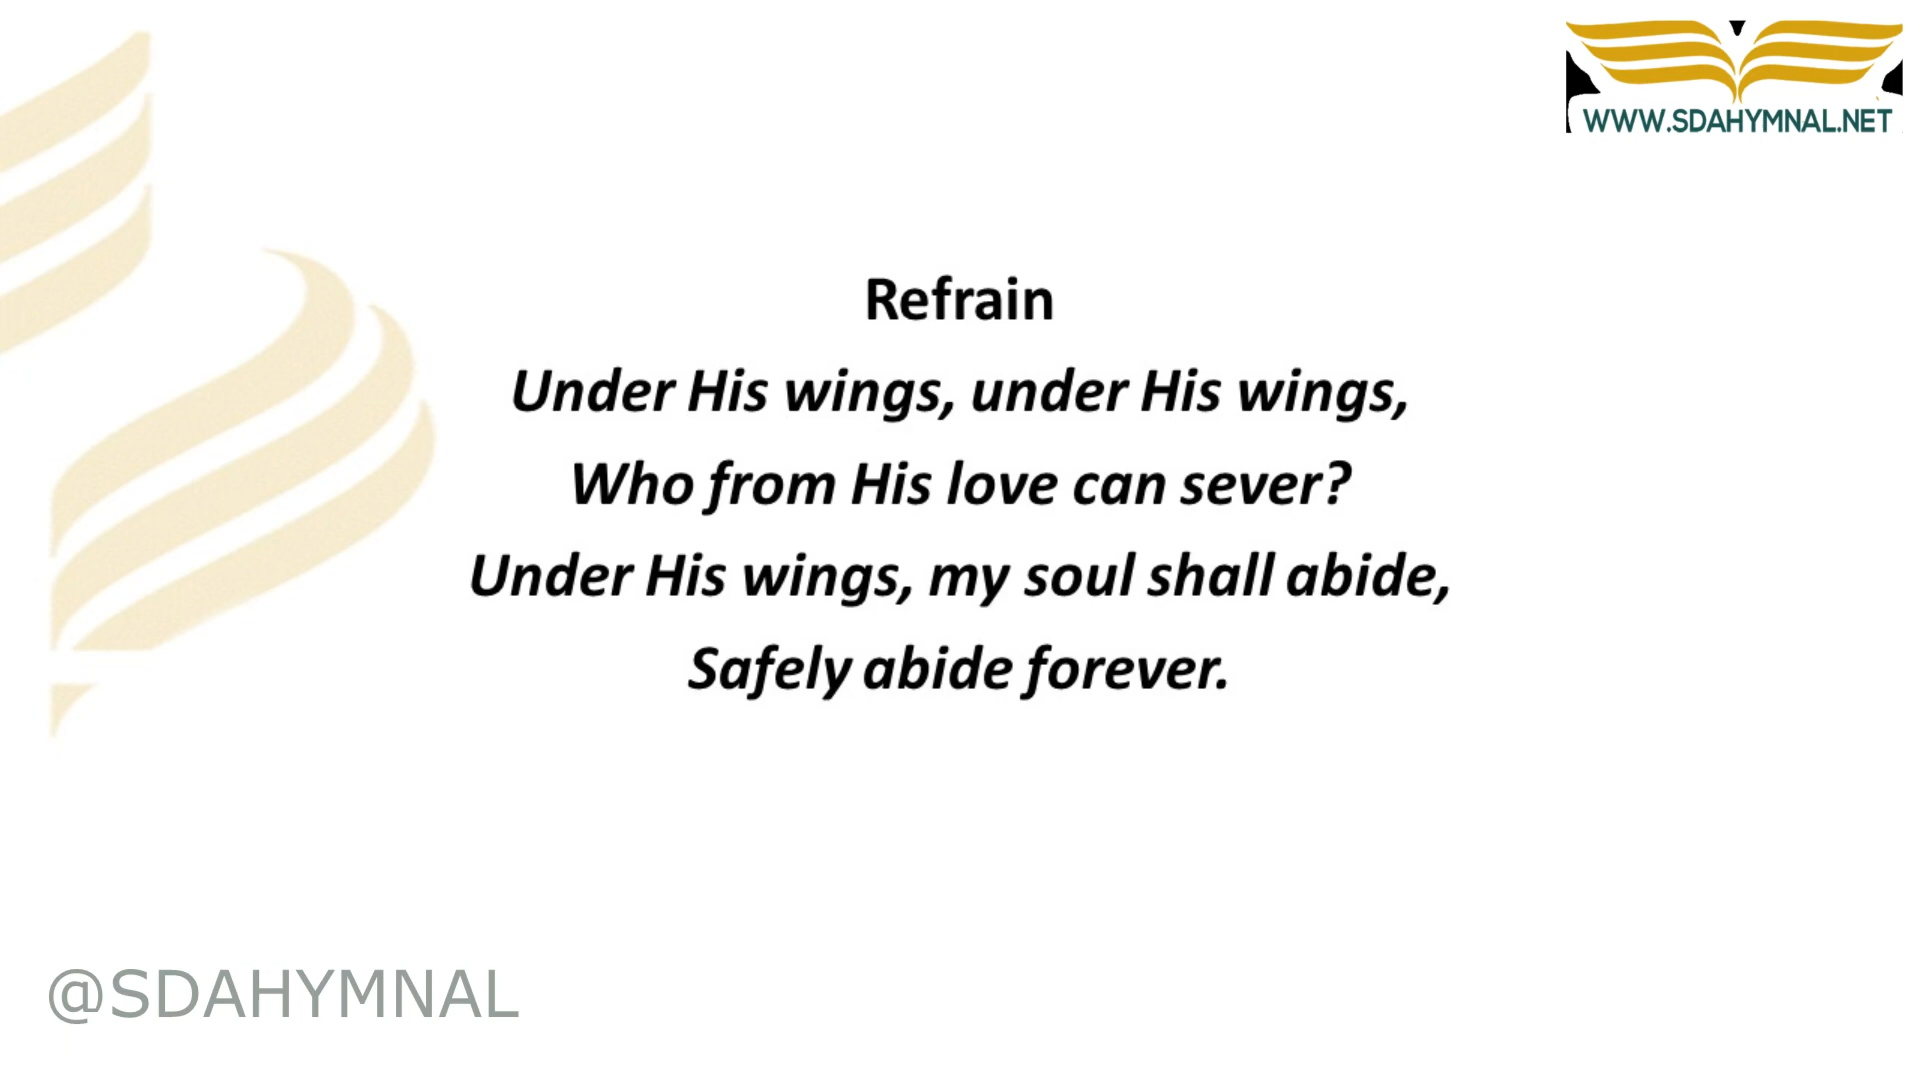 WWW.SDAHYMNAL.NET
Refrain
Under His wings, under His wings,
Who from His love can sever?
Under His wings, my soul shall abide,
Safely abide forever.
@SDAHYMNAL